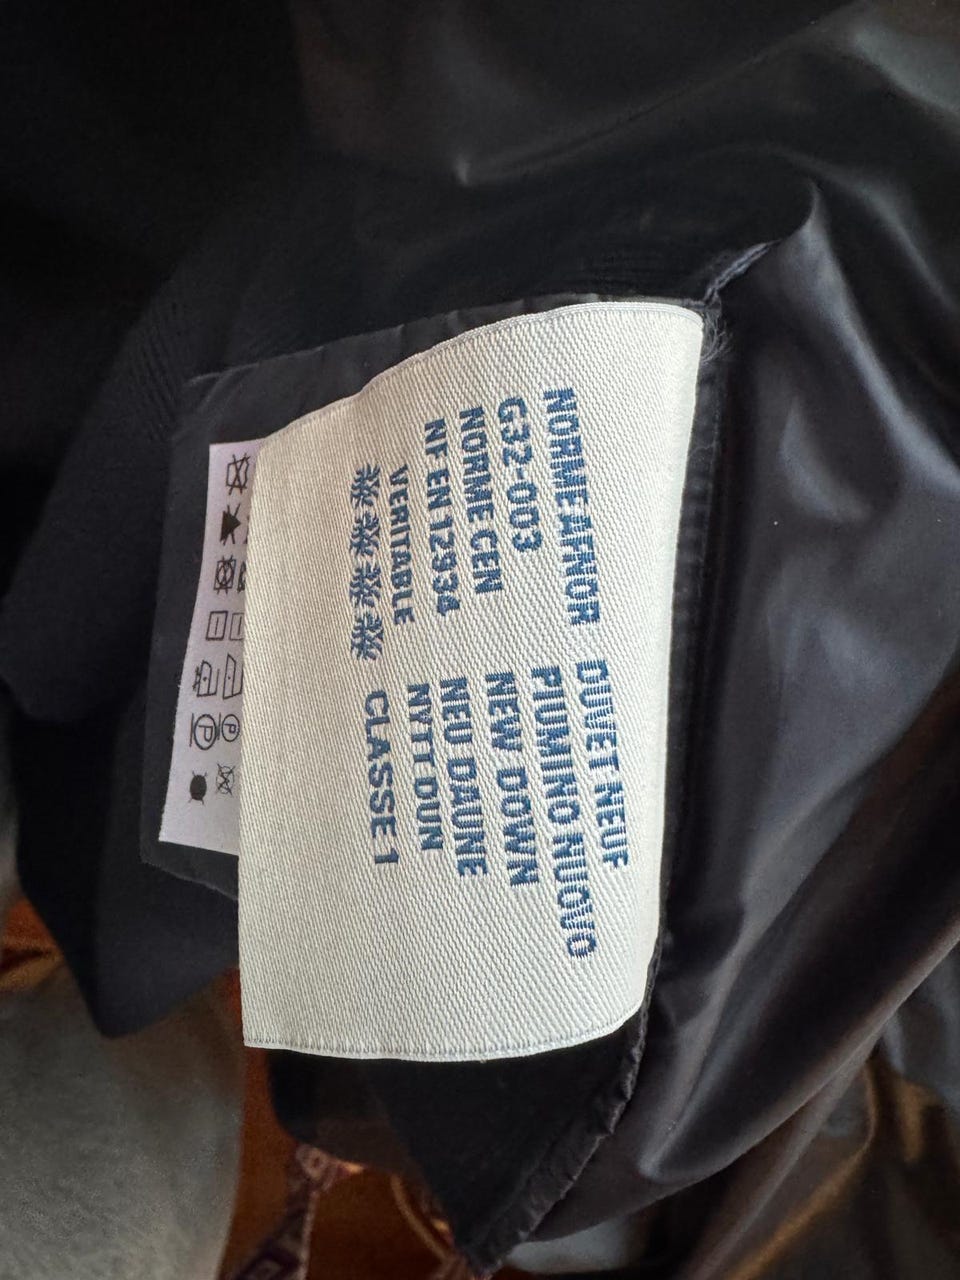 NORME AFNOR
G32-003
NORME CEN
NF EN 12934
VERITABLE
DUVET NEUF
PIUMINO NUOVO
NEW DOWN
NEU DAUNE
NYTT DUN
CLASSE 1